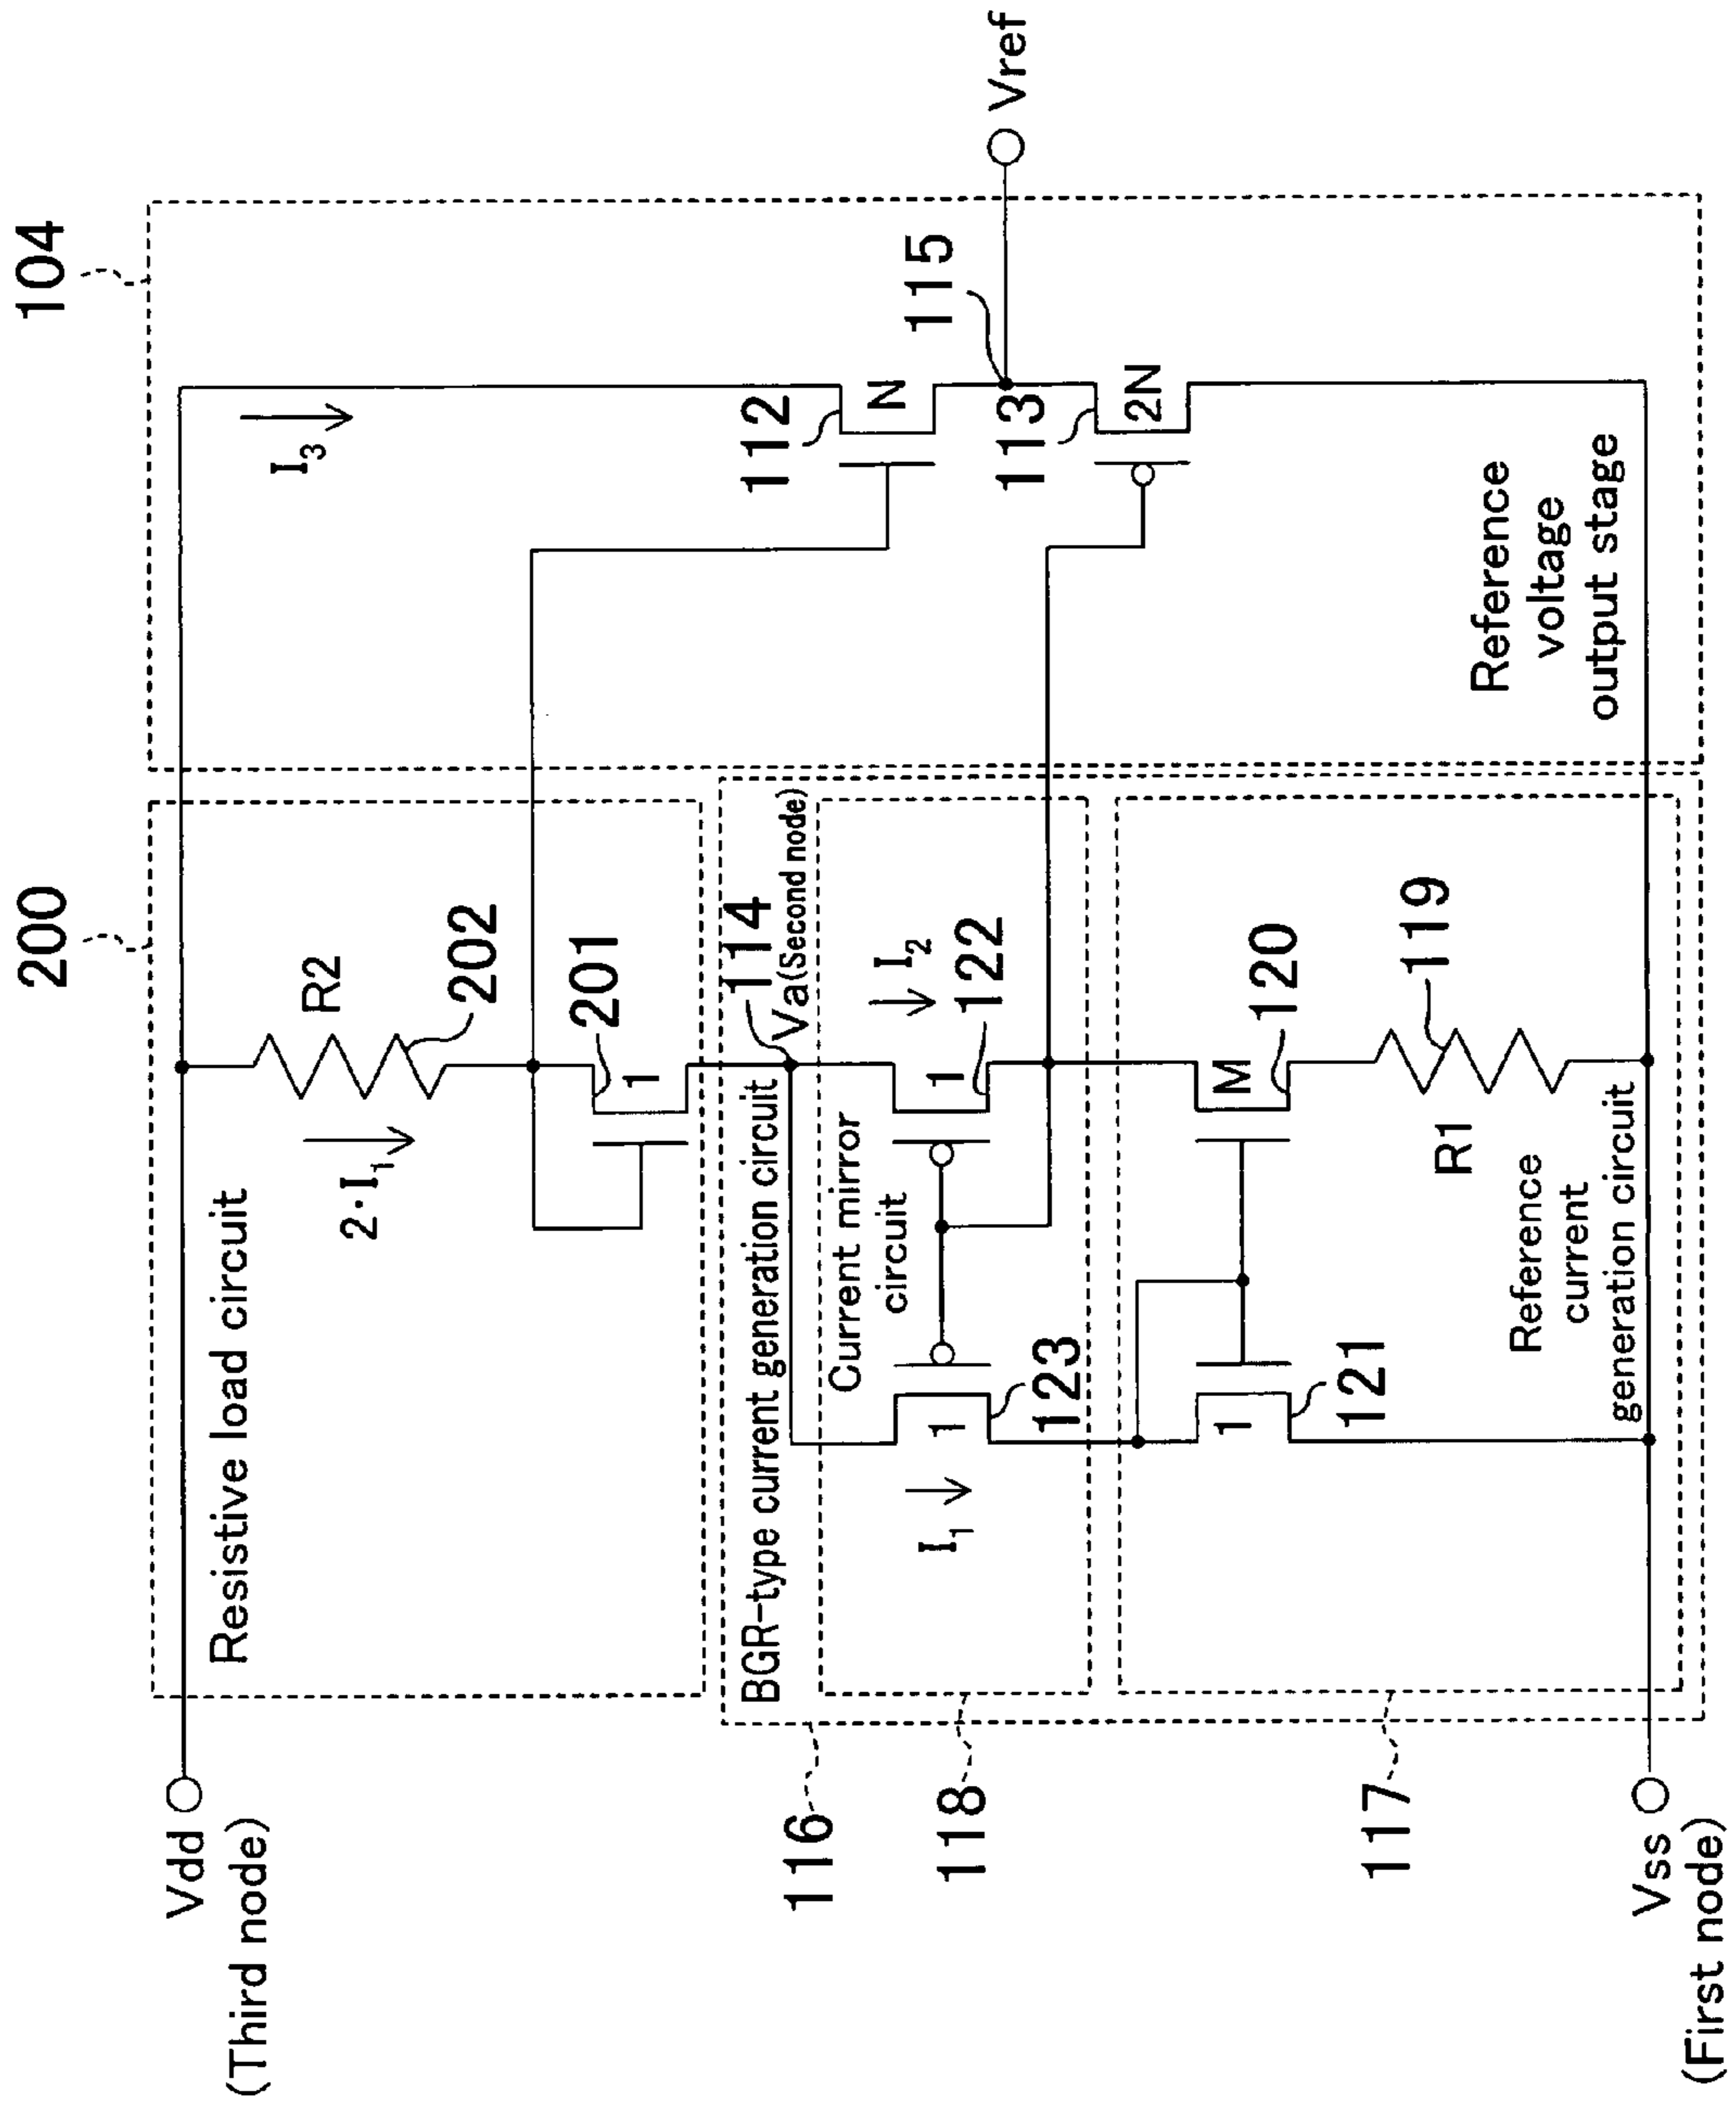 104
200
Vdd
(Third node)
Resistive load circuit
2·I1
R2
202
201
1
I3
112
N
115
Vref
113
2N
Reference
voltage
output stage
114
Va(Second node)
BGR-type current generation circuit
116
Current mirror
circuit
118
I1
1
123
1
I2
122
117
1
121
M
120
R1
119
Reference
current
generation circuit
Vss
(First node)